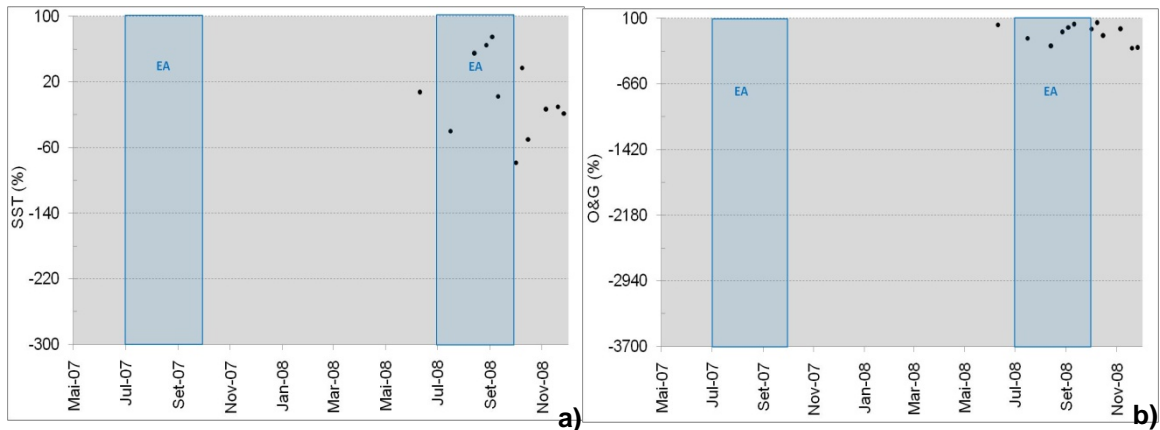 100
20
-60
-140
-220
-300
SST (%)
EA
EA
Mai-07
Jul-07
Set-07
Nov-07
Jan-08
Mar-08
Mai-08
Jul-08
Set-08
Nov-08
a)
100
-660
-1420
-2180
-2940
-3700
O&G (%)
EA
EA
Mai-07
Jul-07
Set-07
Nov-07
Jan-08
Mar-08
Mai-08
Jul-08
Set-08
Nov-08
b)